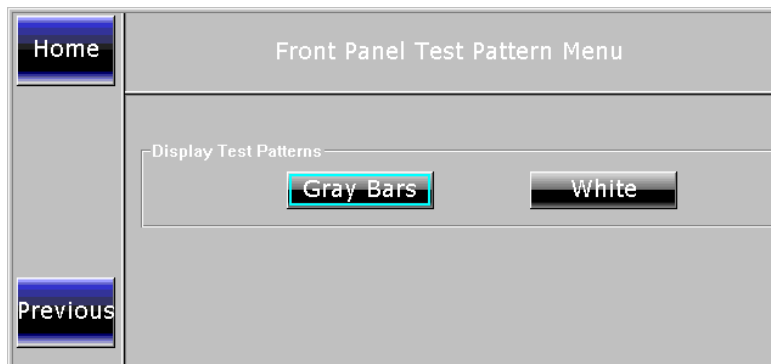 Home
Front Panel Test Pattern Menu
Display Test Patterns
Gray Bars
White
Previous